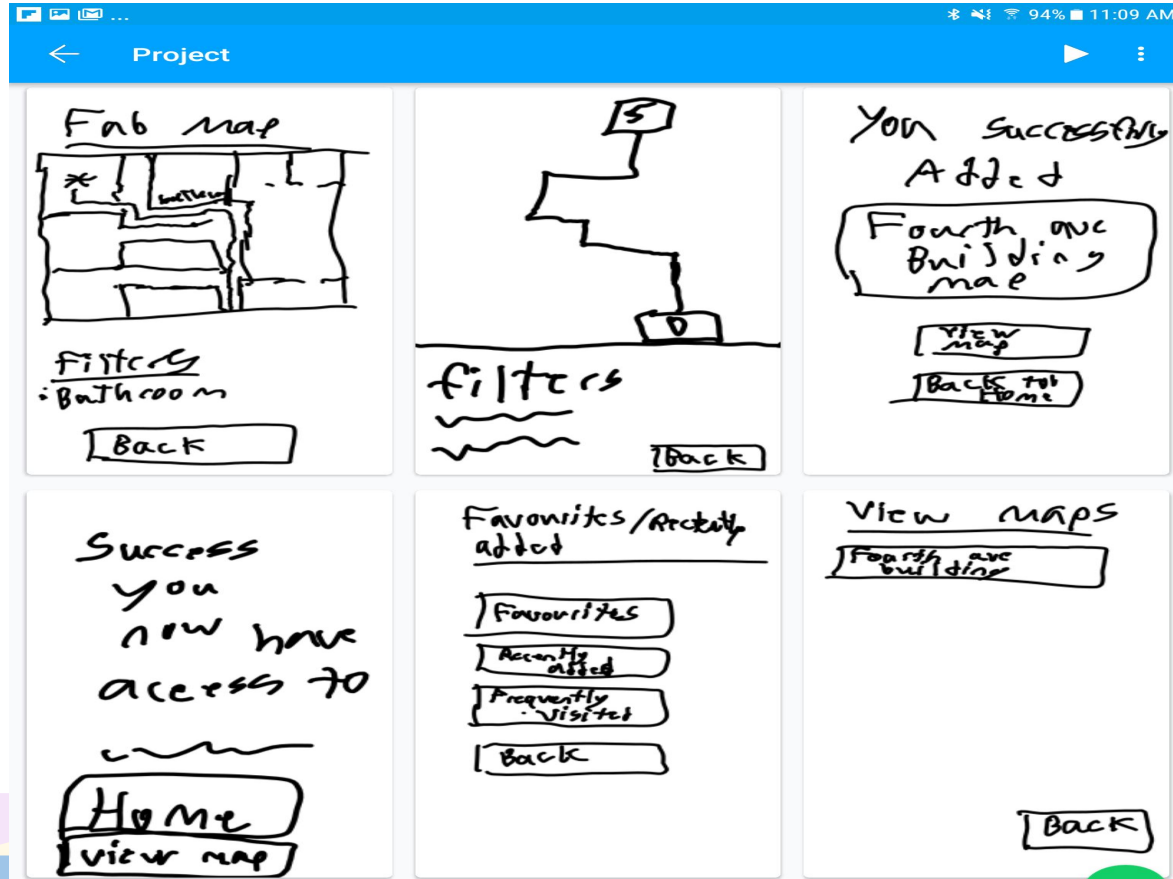 ...
94%
11:09 AM
Project
Fab Map
bathroom
Filters
Bathroom
Back
S
D
filters
Back
You successfully
Added
Fourth ave
Building
map
View
map
Back to
Home
Success
you
now have
access to
Home
view map
Favourites/Recently
added
Favourites
Recently
added
Frequently
visited
Back
View maps
Fourth ave
building
Back